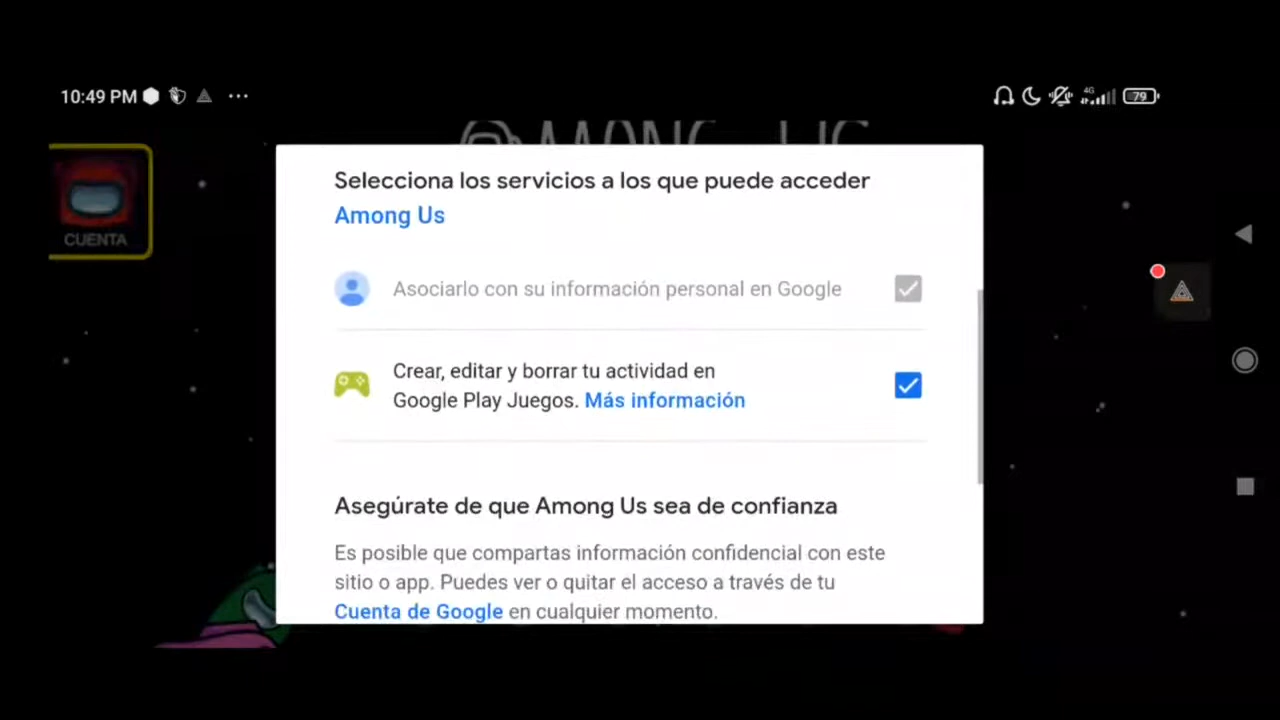 10:49 PM
4G
79
AMONG US
Selecciona los servicios a los que puede acceder
Among Us
CUENTA
Asociarlo con su información personal en Google
Crear, editar y borrar tu actividad en
Google Play Juegos. Más información
Asegúrate de que Among Us sea de confianza
Es posible que compartas información confidencial con este
sitio o app. Puedes ver o quitar el acceso a través de tu
Cuenta de Google en cualquier momento.